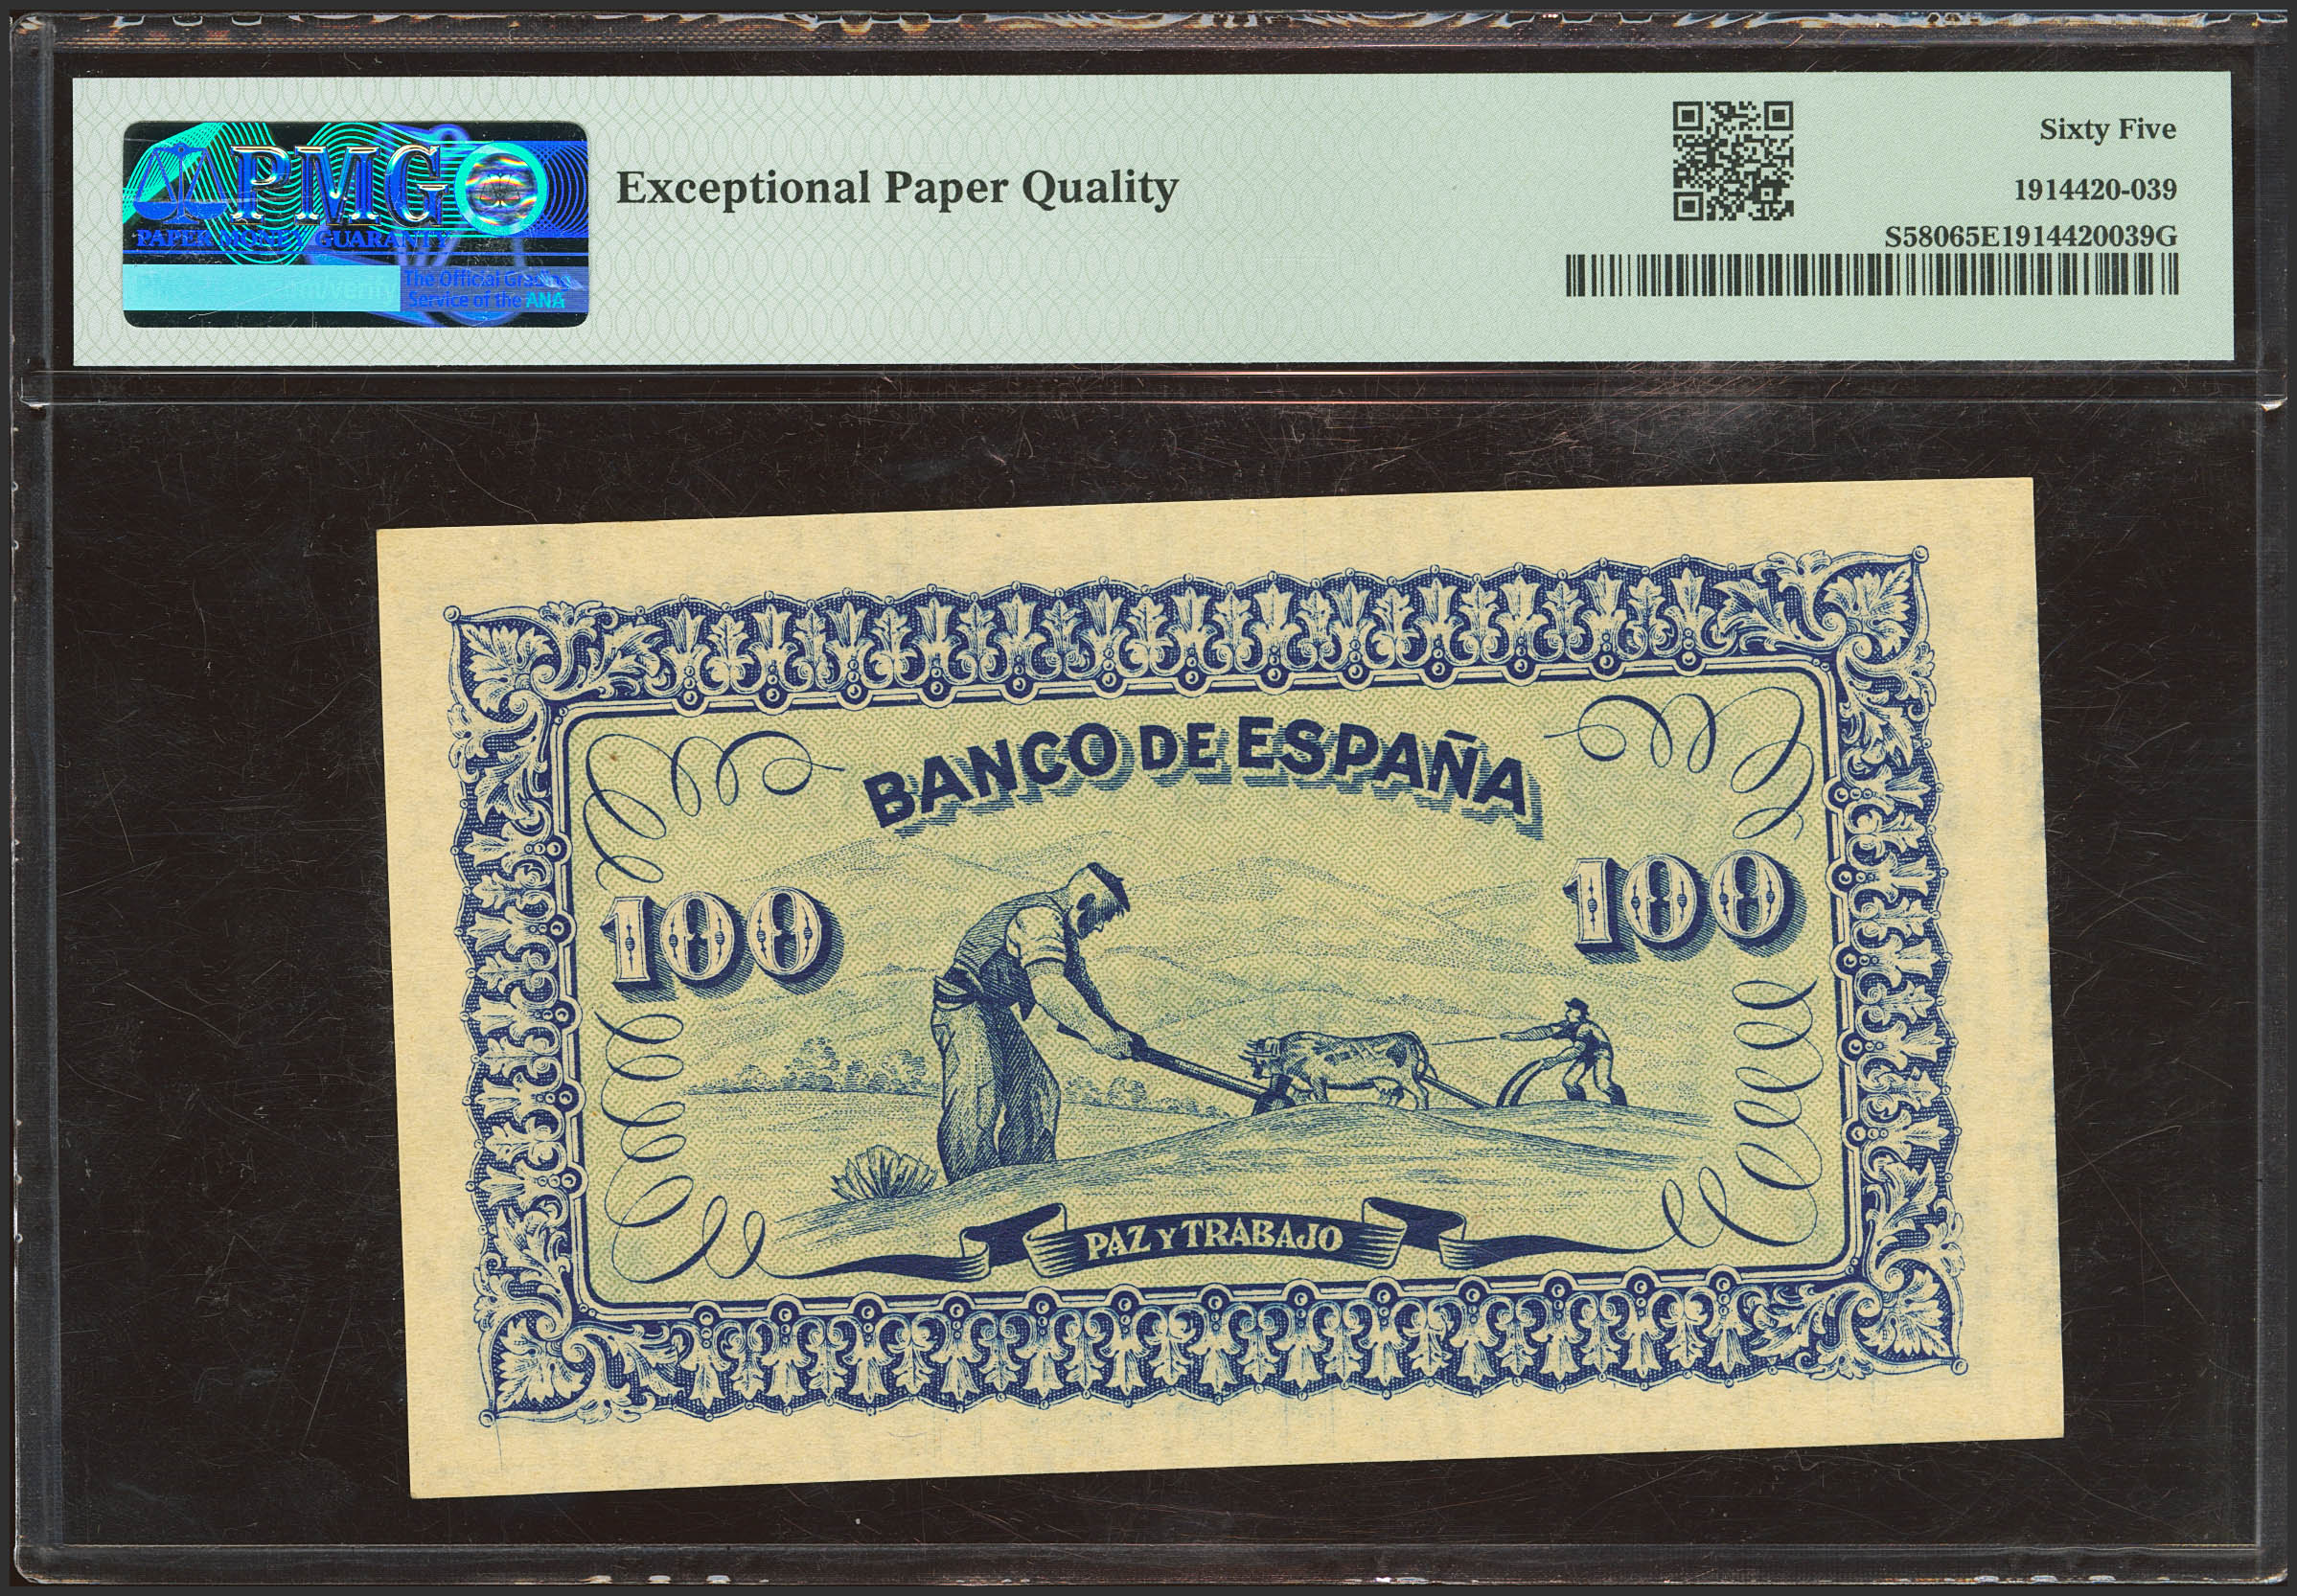 PMG
PAPER MONEY GUARANTY
The Official Grading
Service of the ANA
Exceptional Paper Quality
Sixty Five
1914420-039
S58065E1914420039G
BANCO DE ESPAÑA
100
100
PAZ Y TRABAJO